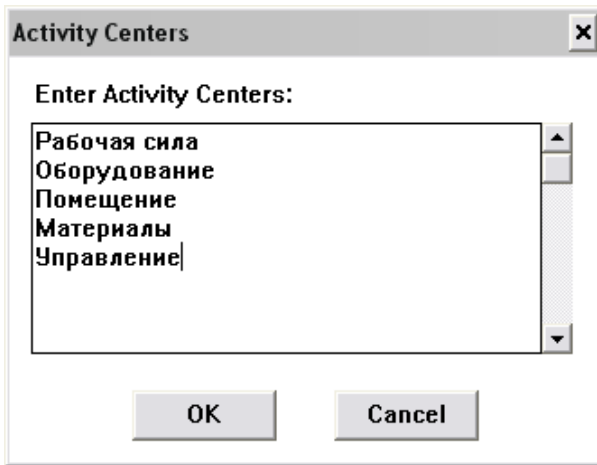 Activity Centers
Enter Activity Centers:
Рабочая сила
Оборудование
Помещение
Материалы
Управление
OK Cancel